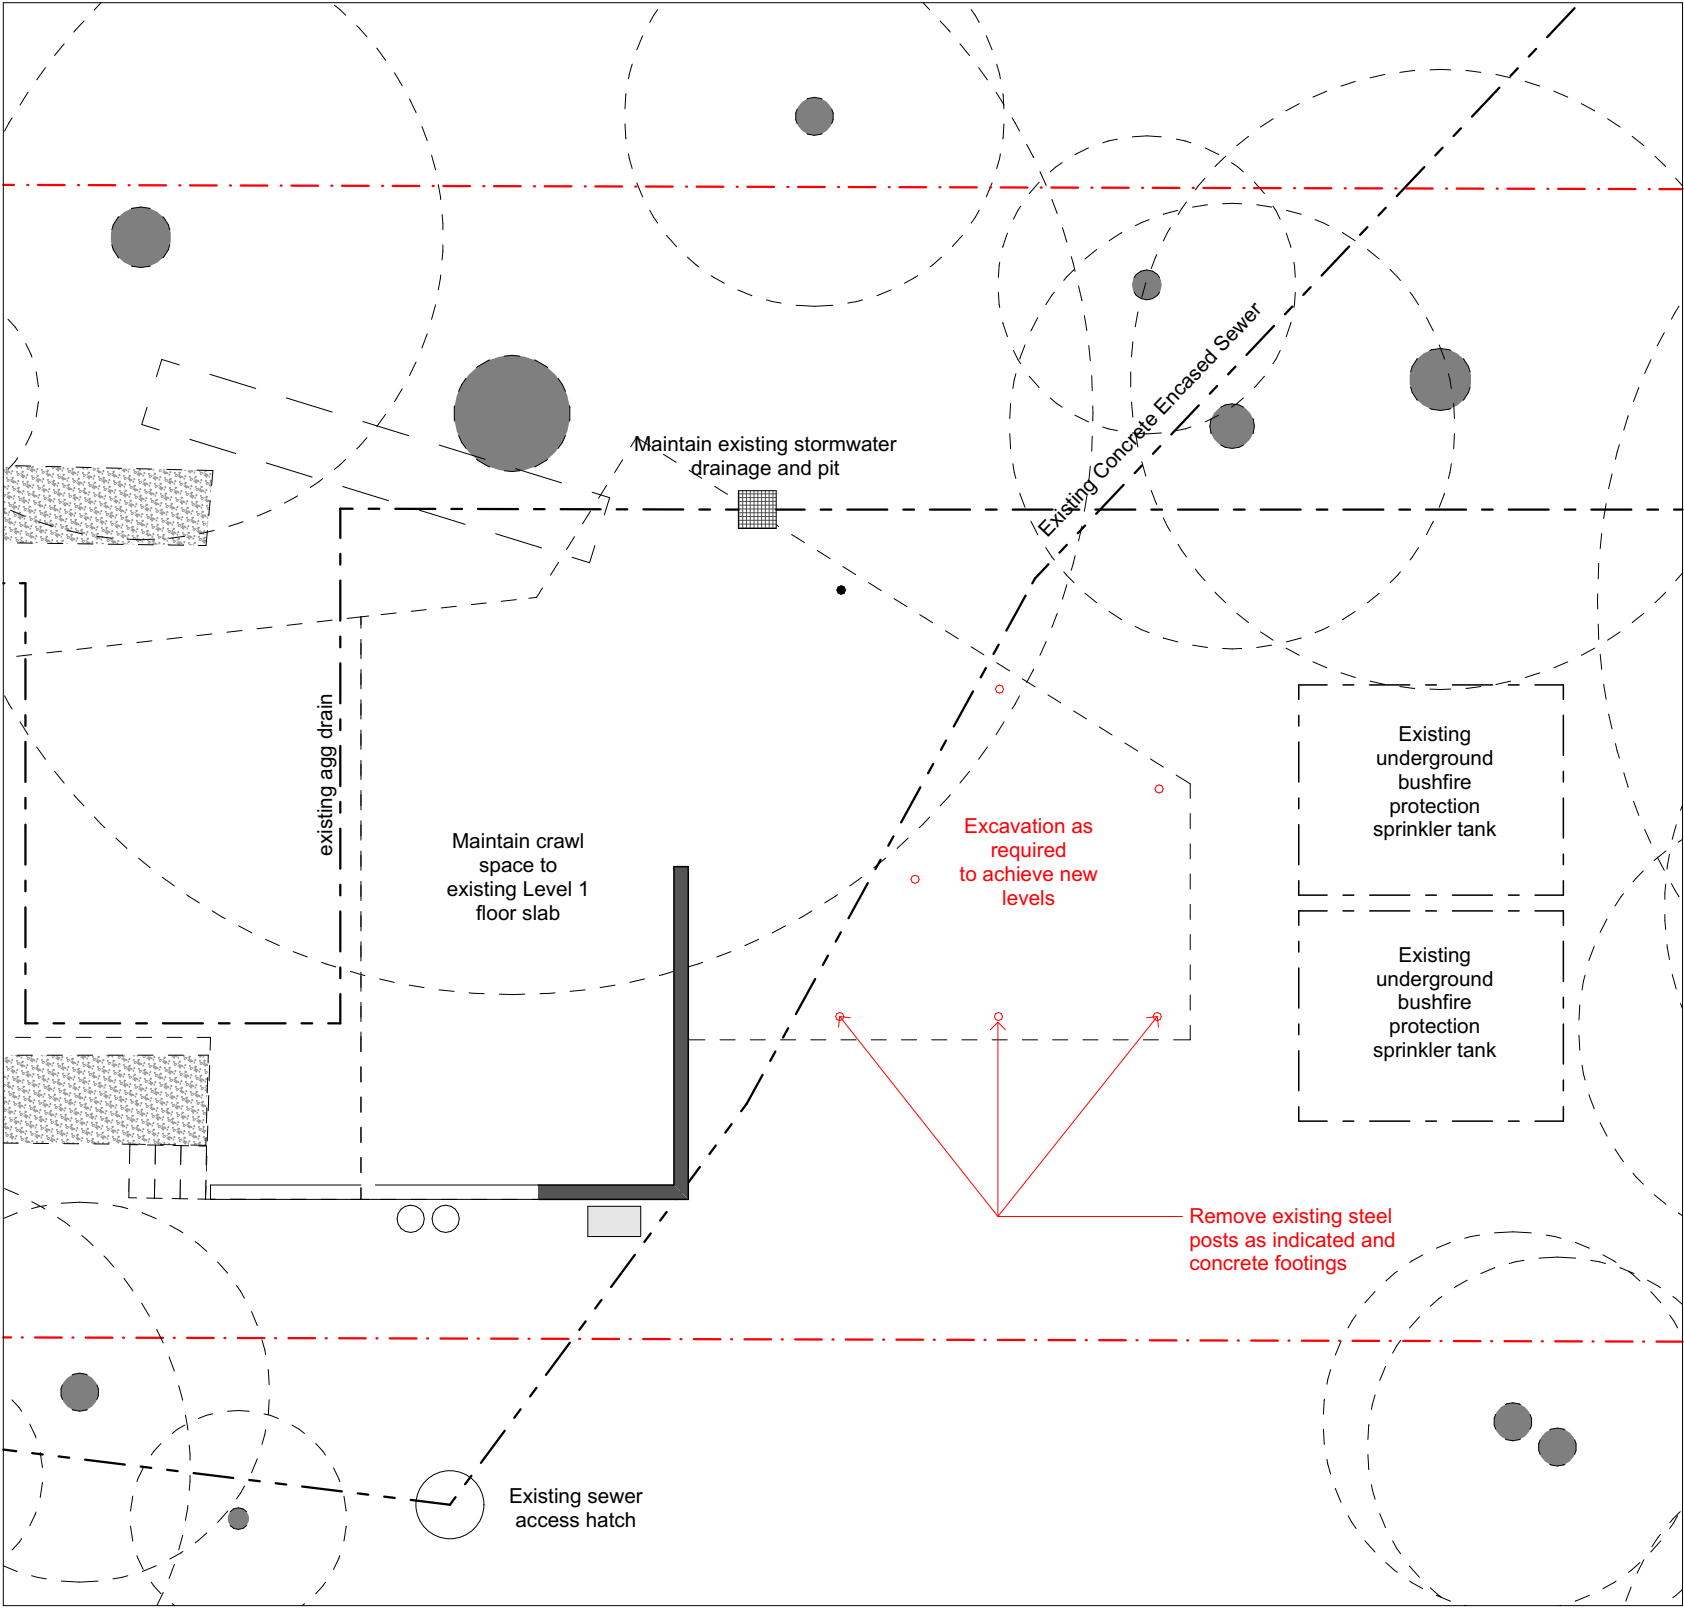 Existing Concrete Encased Sewer
Maintain existing stormwater
drainage and pit
existing agg drain
Maintain crawl
space to
existing Level 1
floor slab
Excavation as
required
to achieve new
levels
Existing
underground
bushfire
protection
sprinkler tank
Existing
underground
bushfire
protection
sprinkler tank
Remove existing steel
posts as indicated and
concrete footings
Existing sewer
access hatch